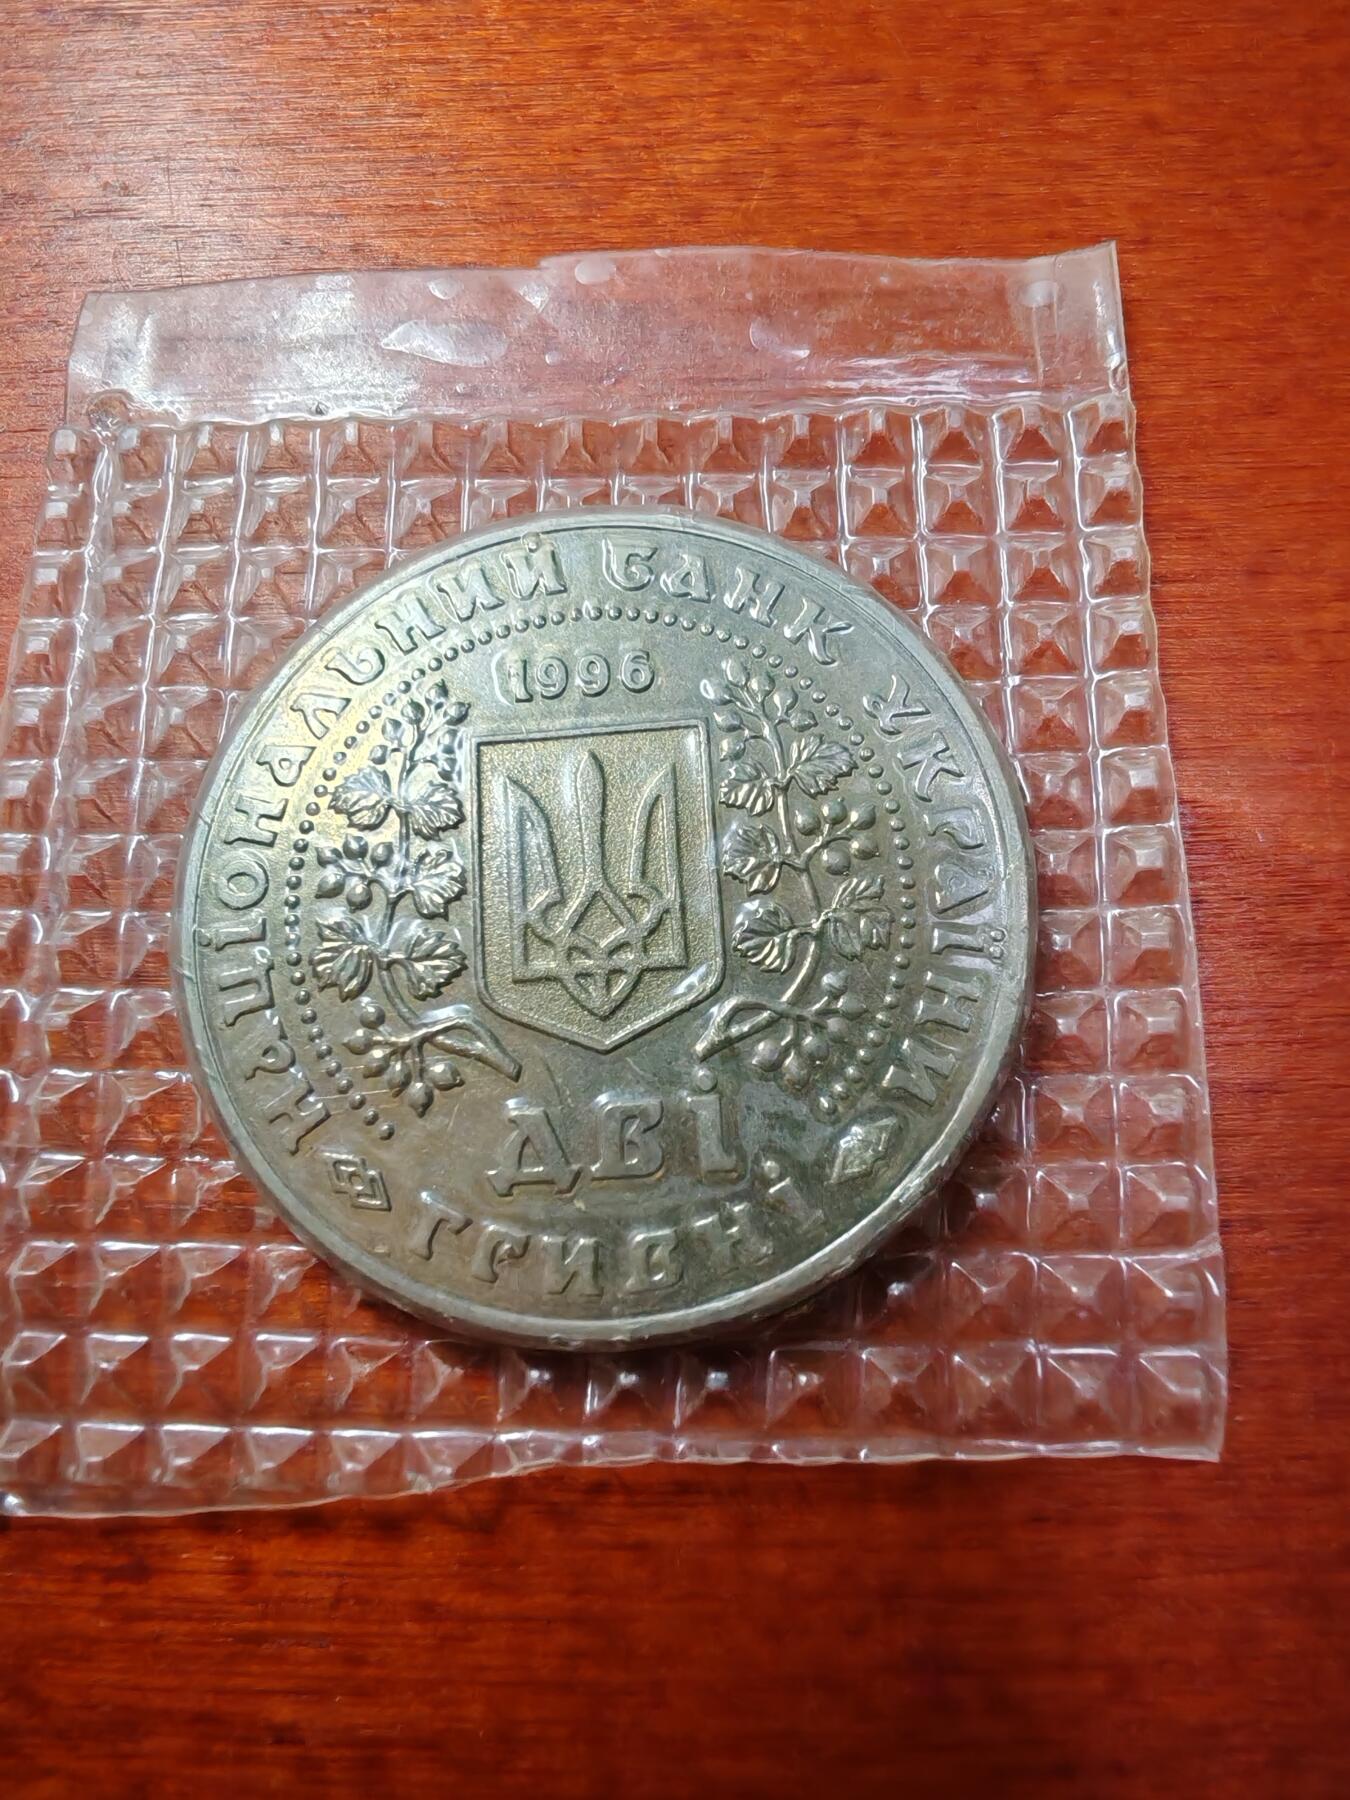 НАЦІОНАЛЬНИЙ БАНК УКРАЇНИ
1996
ДВІ
ГРИВНІ